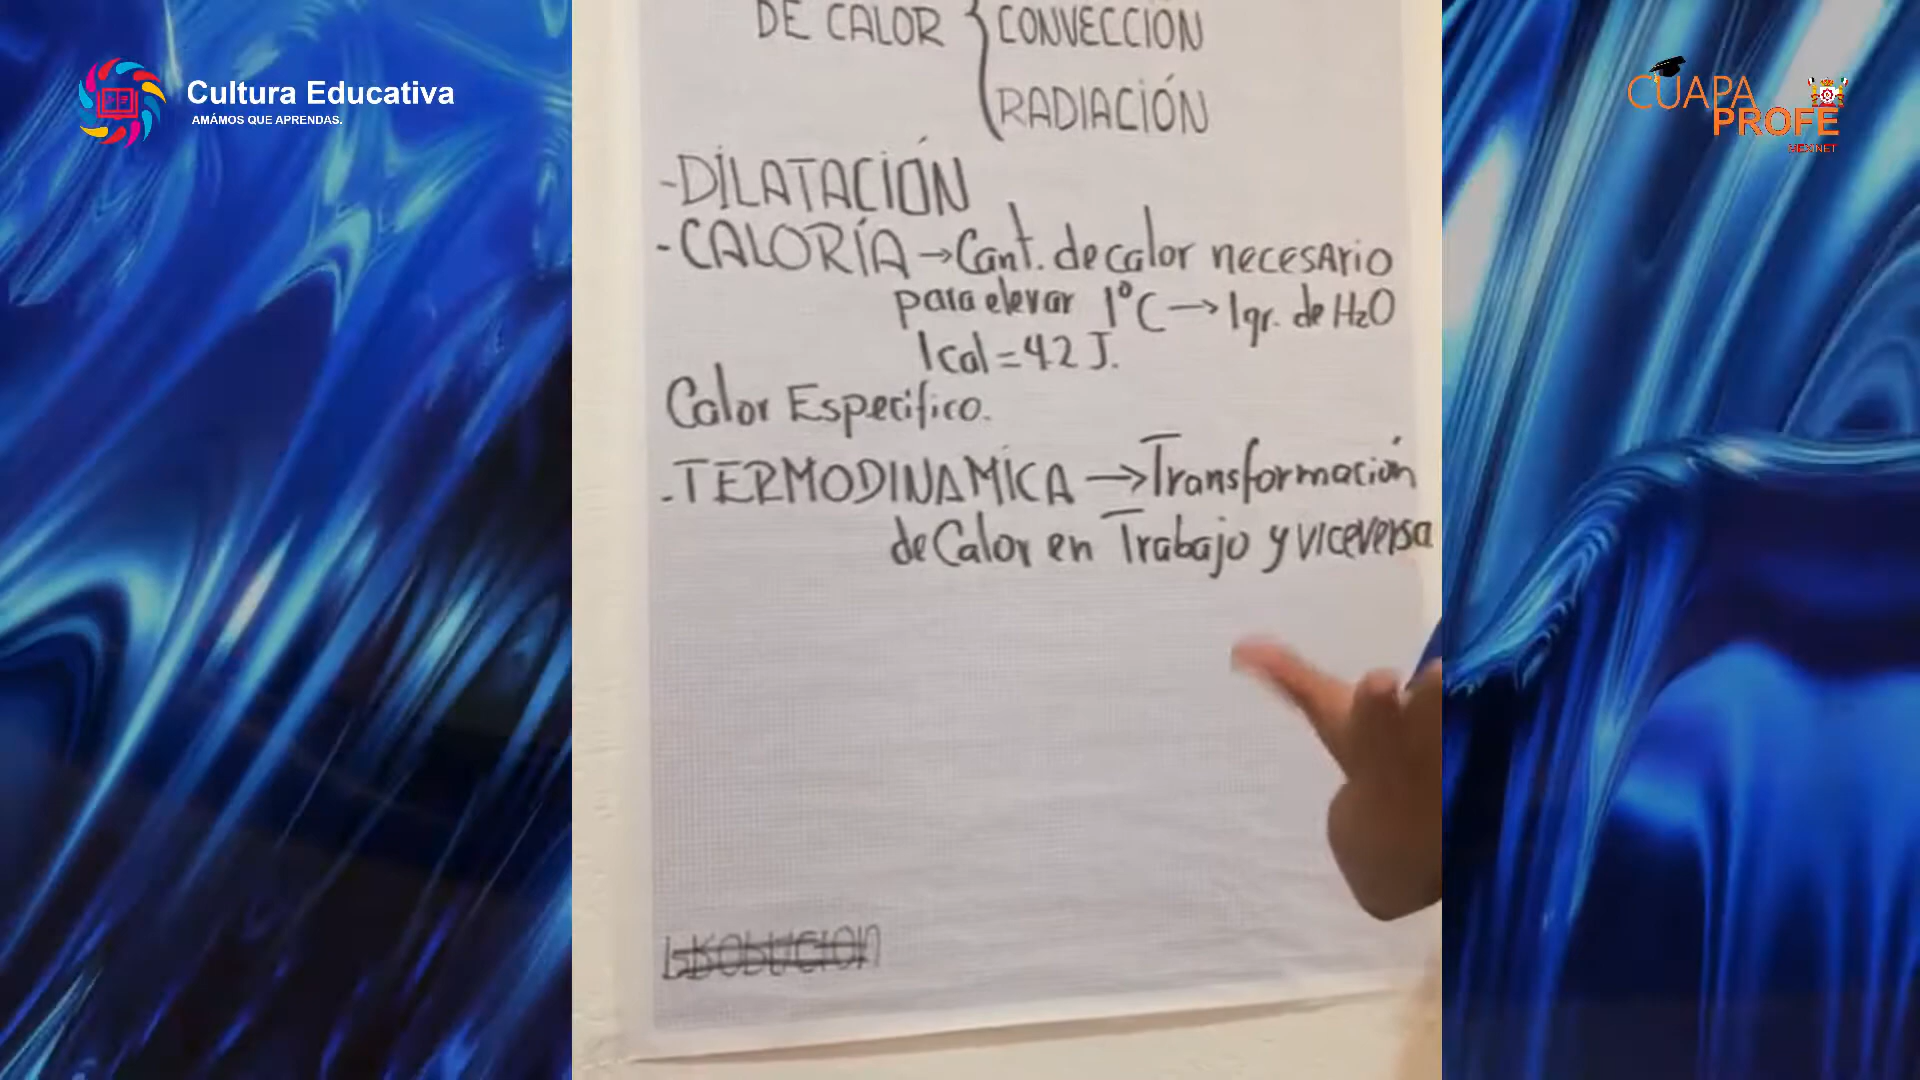 DE CALOR { CONVECCIÓN
RADIACIÓN
Cultura Educativa
AMÁMOS QUE APRENDAS.
CUAPA
PROFE
MEXINET
-DILATACIÓN
-CALORÍA → Cant. de calor necesario
para elevar 1°C → 1gr. de H2O
1cal = 4.2 J.
Calor Especifico.
-TERMODINAMICA → Transformación
de Calor en Trabajo y viceversa